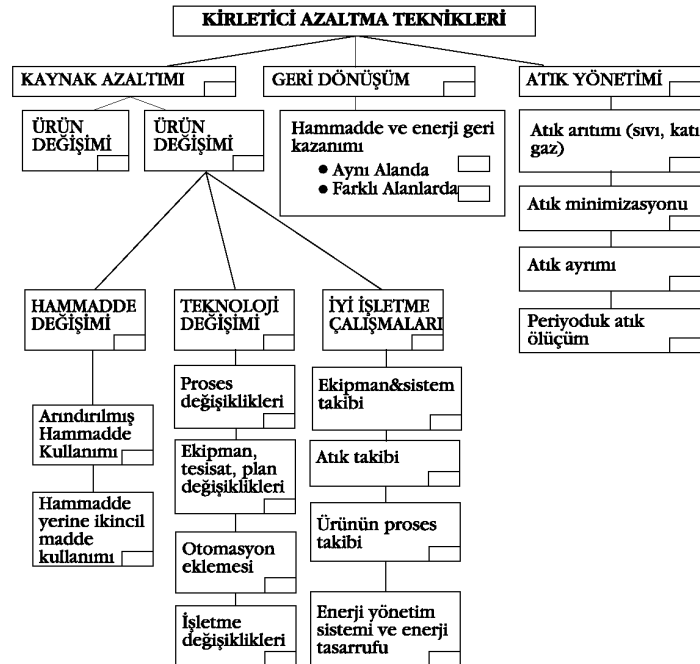 KİRLETİCİ AZALTMA TEKNİKLERİ
KAYNAK AZALTIMI
GERİ DÖNÜŞÜM
ATIK YÖNETİMİ
ÜRÜN
DEĞİŞİMİ
ÜRÜN
DEĞİŞİMİ
Hammadde ve enerji geri
kazanımı
• Aynı Alanda
• Farklı Alanlarda
Atık arıtımı (sıvı, katı
gaz)
Atık minimizasyonu
Atık ayrımı
Periyoduk atık
ölüçüm
HAMMADDE
DEĞİŞİMİ
TEKNOLOJİ
DEĞİŞİMİ
İYİ İŞLETME
ÇALIŞMALARI
Arındırılmış
Hammadde
Kullanımı
Hammadde
yerine ikincil
madde
kullanımı
Proses
değişiklikleri
Ekipman,
tesisat, plan
değişiklikleri
Otomasyon
eklemesi
İşletme
değişiklikleri
Ekipman&sistem
takibi
Atık takibi
Ürünün proses
takibi
Enerji yönetim
sistemi ve enerji
tasarrufu